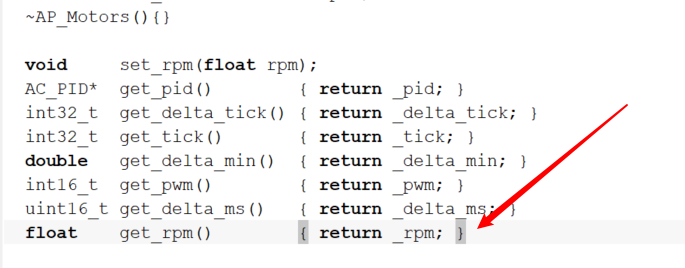 ~AP_Motors(){}
void set_rpm(float rpm);
AC_PID* get_pid() { return _pid; }
int32_t get_delta_tick() { return _delta_tick; }
int32_t get_tick() { return _tick; }
double get_delta_min() { return _delta_min; }
int16_t get_pwm() { return _pwm; }
uint16_t get_delta_ms() { return _delta_ms; }
float get_rpm() { return _rpm; }